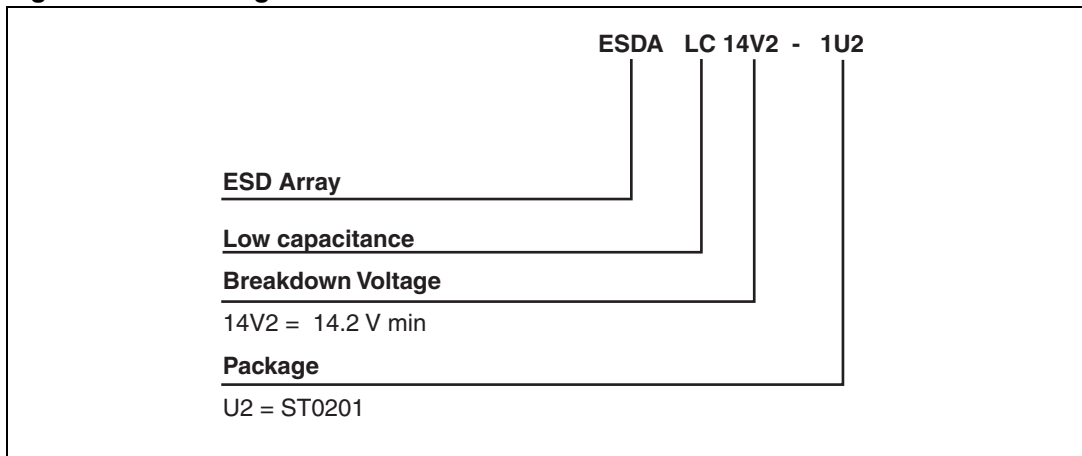 ESDA LC 14V2 - 1U2
ESD Array
Low capacitance
Breakdown Voltage
14V2 = 14.2 V min
Package
U2 = ST0201